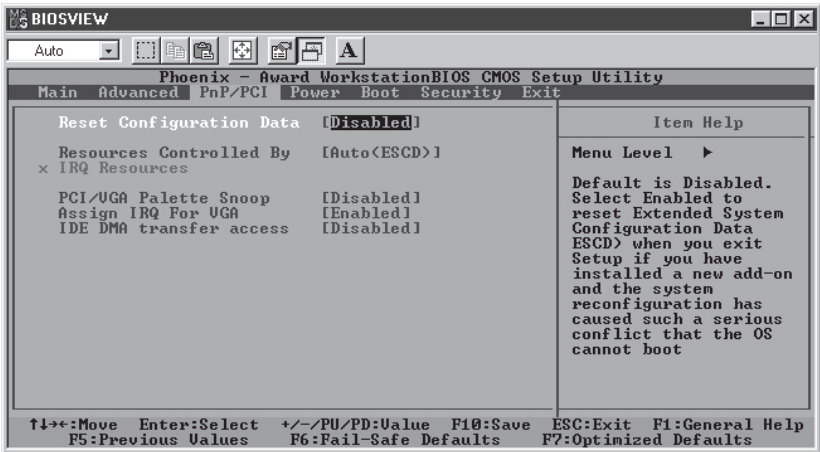 BIOSVIEW
Auto
A
Phoenix - Award WorkstationBIOS CMOS Setup Utility
Main Advanced PnP/PCI Power Boot Security Exit
Reset Configuration Data [Disabled]
Resources Controlled By [Auto(ESCD)]
x IRQ Resources
PCI/VGA Palette Snoop [Disabled]
Assign IRQ For VGA [Enabled]
IDE DMA transfer access [Disabled]
Item Help
Menu Level ▶
Default is Disabled.
Select Enabled to
reset Extended System
Configuration Data
ESCD) when you exit
Setup if you have
installed a new add-on
and the system
reconfiguration has
caused such a serious
conflict that the OS
cannot boot
↑↓→←:Move Enter:Select +/-/PU/PD:Value F10:Save ESC:Exit F1:General Help
F5:Previous Values F6:Fail-Safe Defaults F7:Optimized Defaults